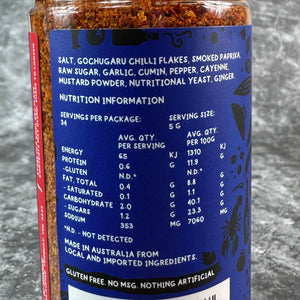 SALT, GOCHUGARU CHILLI FLAKES, SMOKED PAPRIKA,
RAW SUGAR, GARLIC, CUMIN, PEPPER, CAYENNE,
MUSTARD POWDER, NUTRITIONAL YEAST, GINGER.
NUTRITION INFORMATION
SERVINGS PER PACKAGE: SERVING SIZE:
34 5 G
AVG. QTY. PER SERVING AVG. QTY. PER 100G
ENERGY 65 KJ 1310 KJ
PROTEIN 0.6 G 11.9 G
-GLUTEN N.D.* N.D.*
FAT, TOTAL 0.4 G 8.8 G
- SATURATED 0.1 G 1.1 G
CARBOHYDRATE 2.0 G 40.1 G
- SUGARS 1.2 G 23.3 G
SODIUM 353 MG 7060
*N.D. - NOT DETECTED
MADE IN AUSTRALIA FROM
LOCAL AND IMPORTED INGREDIENTS.
GLUTEN FREE. NO MSG. NOTHING ARTIFICIAL